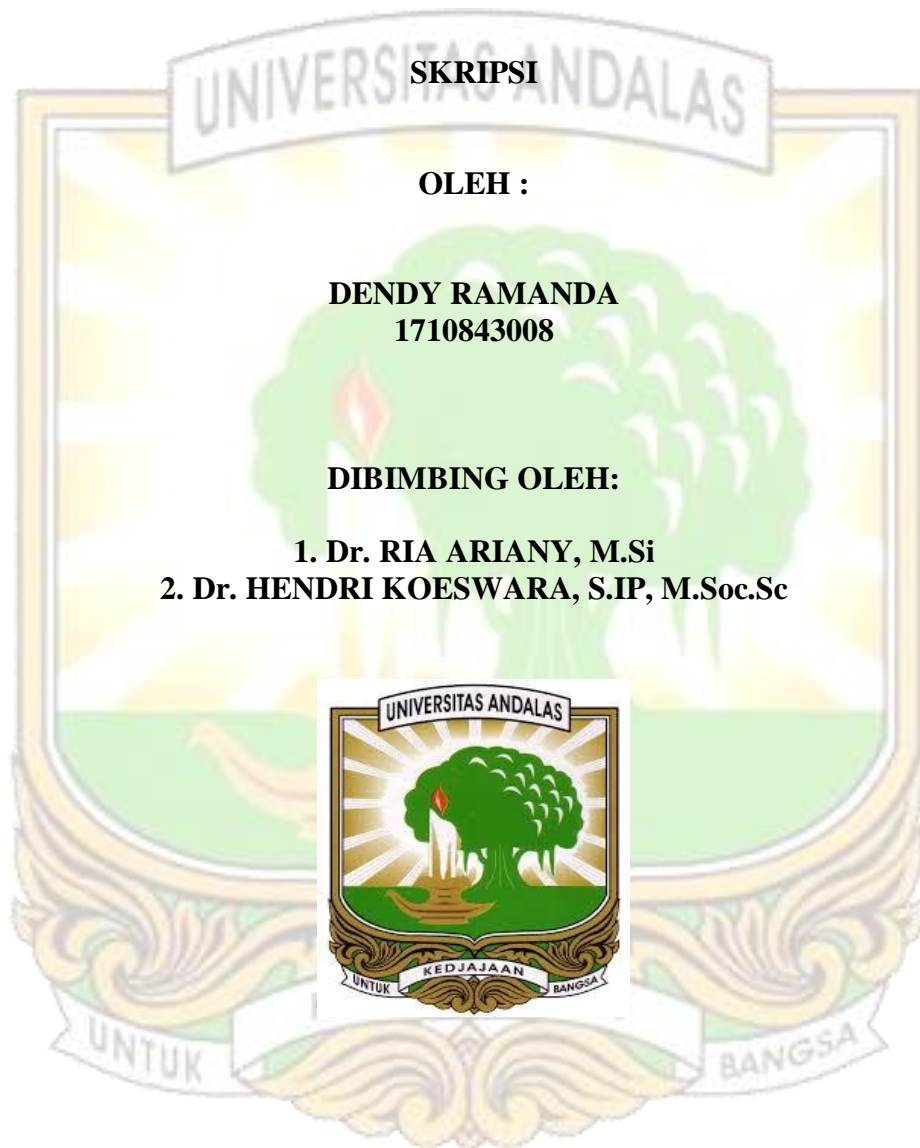 UNIVERSITAS ANDALAS
SKRIPSI
OLEH :
DENDY RAMANDA
1710843008
DIBIMBING OLEH:
1. Dr. RIA ARIANY, M.Si
2. Dr. HENDRI KOESWARA, S.IP, M.Soc.Sc
UNIVERSITAS ANDALAS
UNTUK KEDJAJAAN BANGSA
UNTUK BANGSA